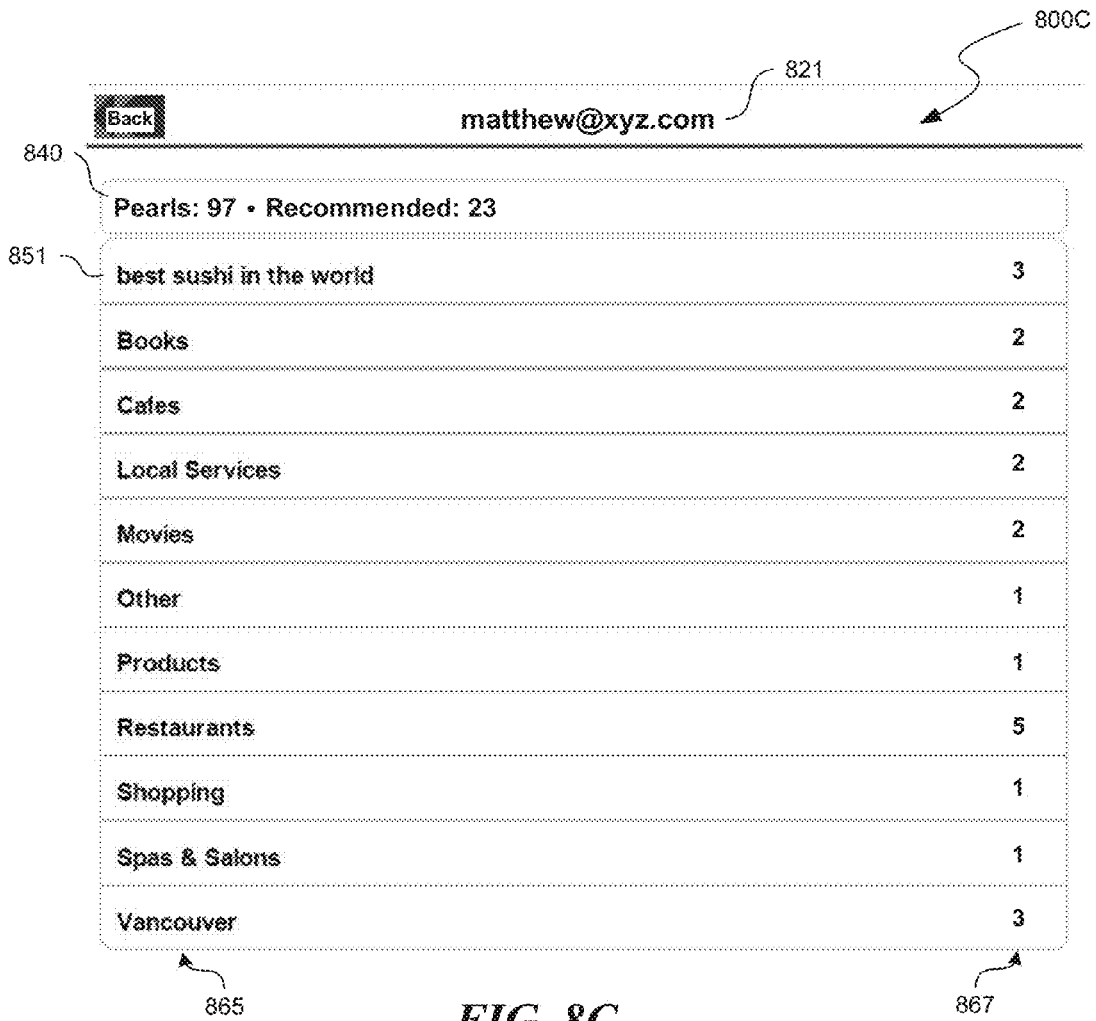 800C
821
Back matthew@xyz.com
840
Pearls: 97 • Recommended: 23
851
best sushi in the world 3
Books 2
Cafes 2
Local Services 2
Movies 2
Other 1
Products 1
Restaurants 5
Shopping 1
Spas & Salons 1
Vancouver 3
865 867
FIG. 8C